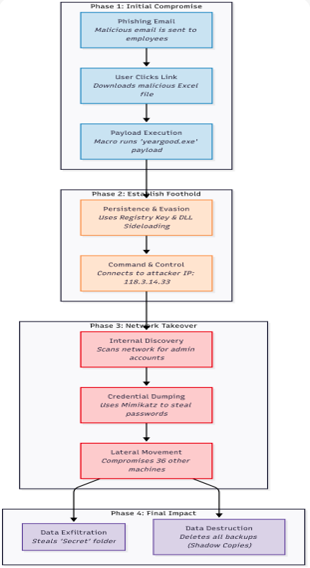 Phase 1: Initial Compromise
Phishing Email
Malicious email is sent to
employees
User Clicks Link
Downloads malicious Excel
file
Payload Execution
Macro runs "yeargood.exe"
payload
Phase 2: Establish Foothold
Persistence & Evasion
Uses Registry Key & DLL
Sideloading
Command & Control
Connects to attacker IP:
118.3.14.33
Phase 3: Network Takeover
Internal Discovery
Scans network for admin
accounts
Credential Dumping
Uses Mimikatz to steal
passwords
Lateral Movement
Compromises 36 other
machines
Phase 4: Final Impact
Data Exfiltration
Steals "Secret" folder
Data Destruction
Deletes all backups
(Shadow Copies)